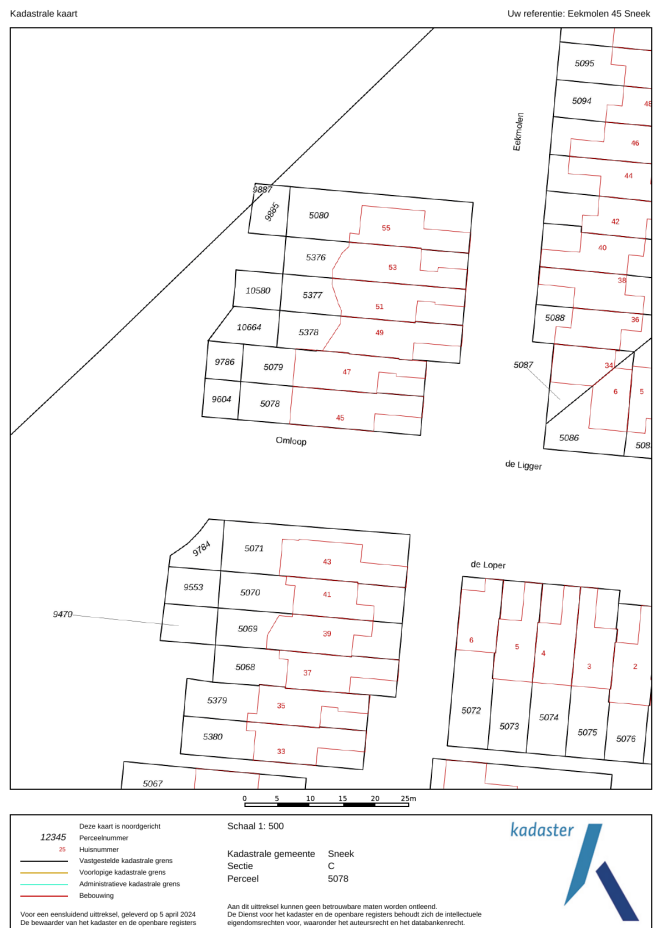 Kadastrale kaart
Uw referentie: Eekmolen 45 Sneek
5095
5094
48
Eekmolen
46
44
9887
9885
5080
55
42
40
5376
53
38
10580
5377
51
5088
36
10664
5378
49
9786
5079
47
5087
34
6
5
9604
5078
45
Omloop
5086
508
de Ligger
9784
5071
43
de Loper
9553
5070
41
9470
5069
39
6
5
4
3
2
5068
37
5379
35
5072
5073
5074
5075
5076
5380
33
5067
0 5 10 15 20 25m
Deze kaart is noordgericht
12345 Perceelnummer
25 Huisnummer
Vastgestelde kadastrale grens
Voorlopige kadastrale grens
Administratieve kadastrale grens
Bebouwing
Voor een eensluidend uittreksel, geleverd op 5 april 2024
De bewaarder van het kadaster en de openbare registers
Schaal 1: 500
Kadastrale gemeente Sneek
Sectie C
Perceel 5078
Aan dit uittreksel kunnen geen betrouwbare maten worden ontleend.
De Dienst voor het kadaster en de openbare registers behoudt zich de intellectuele
eigendomsrechten voor, waaronder het auteursrecht en het databankenrecht.
kadaster